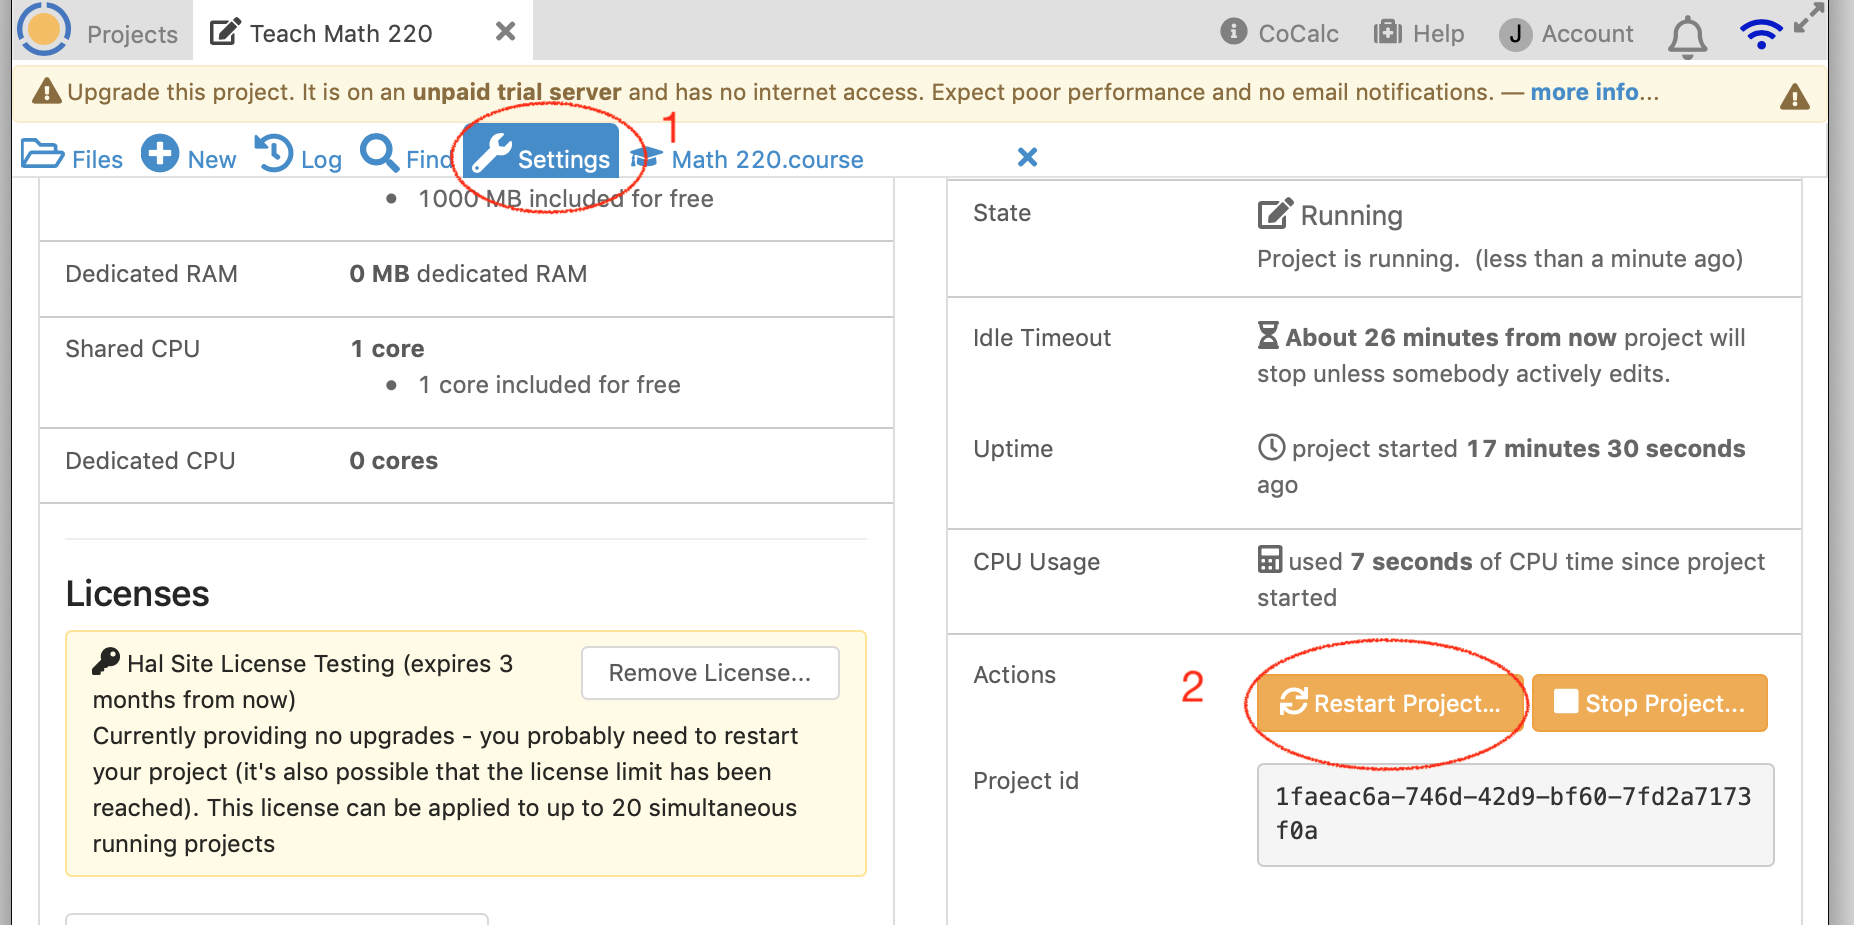 Projects
Teach Math 220
CoCalc
Help
J Account
Upgrade this project. It is on an unpaid trial server and has no internet access. Expect poor performance and no email notifications. — more info...
Files
New
Log
Find
Settings
1
Math 220.course
• 1000 MB included for free
Dedicated RAM
0 MB dedicated RAM
Shared CPU
1 core
• 1 core included for free
Dedicated CPU
0 cores
Licenses
Hal Site License Testing (expires 3
months from now)
Remove License...
Currently providing no upgrades - you probably need to restart
your project (it's also possible that the license limit has been
reached). This license can be applied to up to 20 simultaneous
running projects
State
Running
Project is running. (less than a minute ago)
Idle Timeout
About 26 minutes from now project will
stop unless somebody actively edits.
Uptime
project started 17 minutes 30 seconds
ago
CPU Usage
used 7 seconds of CPU time since project
started
Actions
2
Restart Project...
Stop Project...
Project id
1faeac6a-746d-42d9-bf60-7fd2a7173
f0a